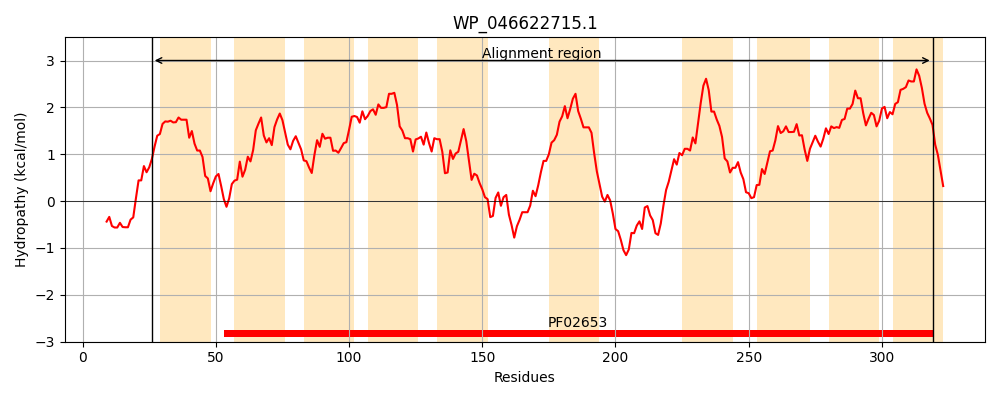 WP_046622715.1
Hydropathy (kcal/mol)
3
2
1
0
−1
−2
−3
Alignment region
PF02653
0
50
100
150
200
250
300
Residues